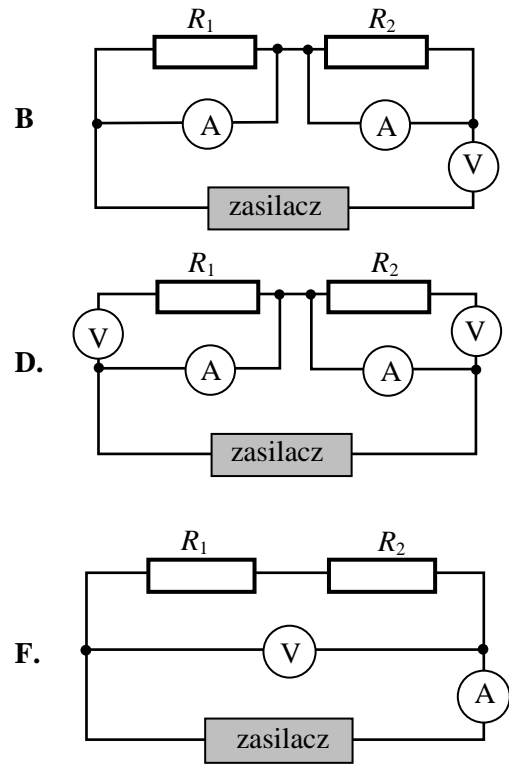 R1 R2
B
A A
V
zasilacz
R1 R2
V V
D.
A A
zasilacz
R1 R2
F.
V
A
zasilacz